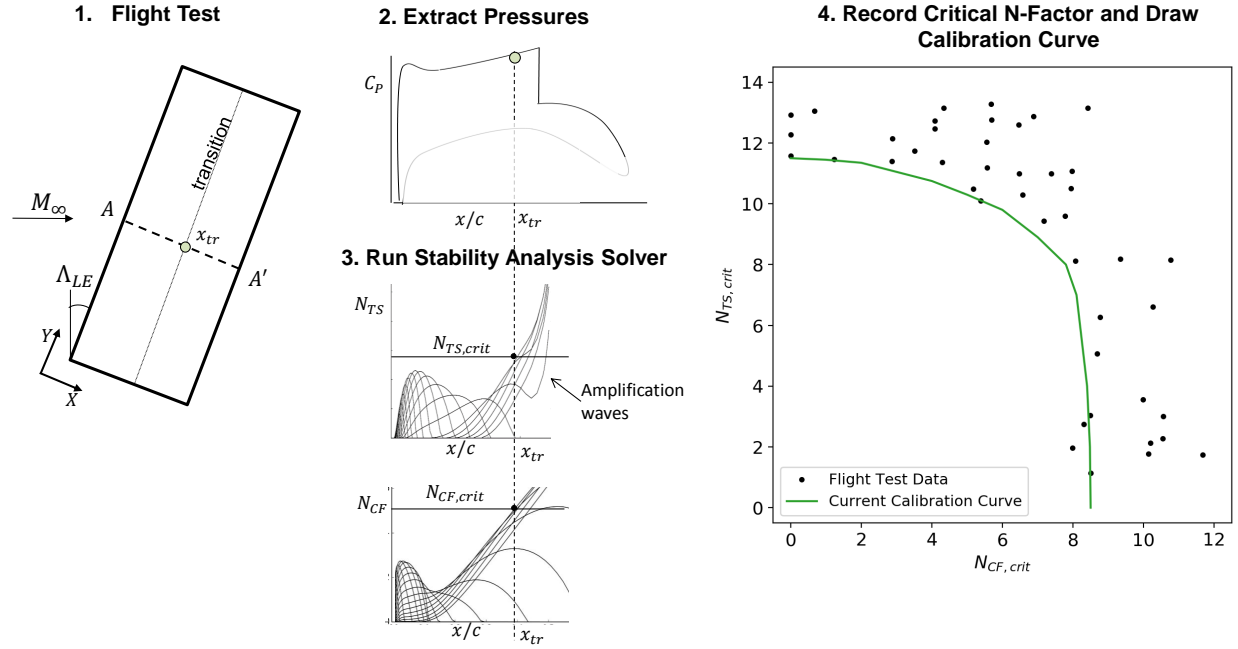 1. Flight Test
transition
M∞
A
x_tr
A′
Λ_LE
Y
X
2. Extract Pressures
C_P
x/c
x_tr
3. Run Stability Analysis Solver
N_TS
N_TS,crit
Amplification
waves
x/c
x_tr
N_CF
N_CF,crit
x/c
x_tr
4. Record Critical N-Factor and Draw
Calibration Curve
14
12
10
8
6
4
2
0
N_TS,crit
Flight Test Data
Current Calibration Curve
0 2 4 6 8 10 12
N_CF,crit